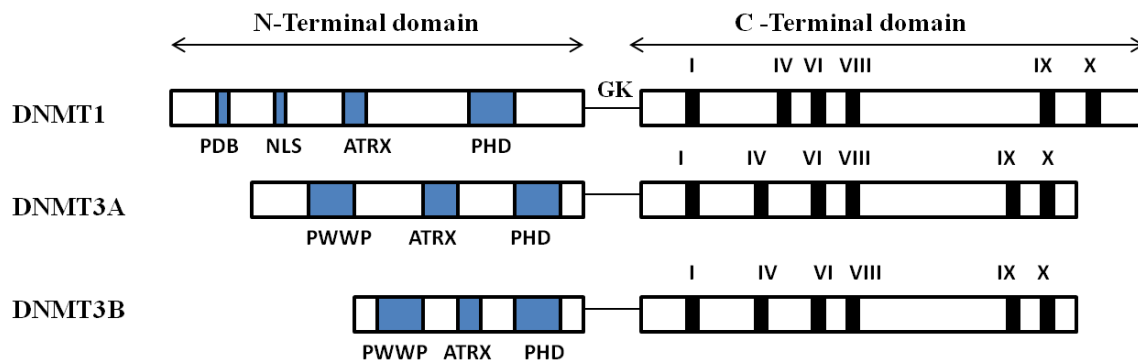 N-Terminal domain C -Terminal domain
I IV VI VIII IX X
GK
DNMT1
PDB NLS ATRX PHD
I IV VI VIII IX X
DNMT3A
PWWP ATRX PHD
I IV VI VIII IX X
DNMT3B
PWWP ATRX PHD